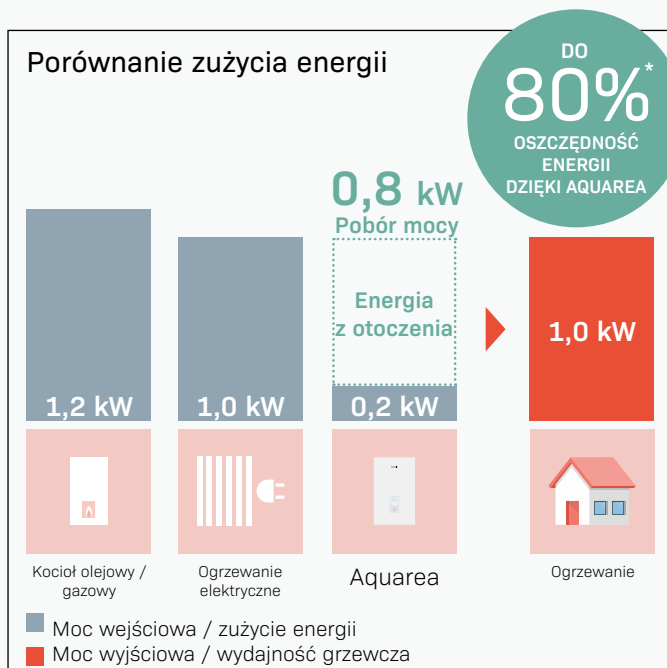 Porównanie zużycia energii
DO
80%*
OSZCZĘDNOŚĆ
ENERGII
DZIĘKI AQUAREA
0,8 kW
Pobór mocy
Energia
z otoczenia
1,2 kW
1,0 kW
0,2 kW
1,0 kW
Kocioł olejowy /
gazowy
Ogrzewanie
elektryczne
Aquarea
Ogrzewanie
Moc wejściowa / zużycie energii
Moc wyjściowa / wydajność grzewcza